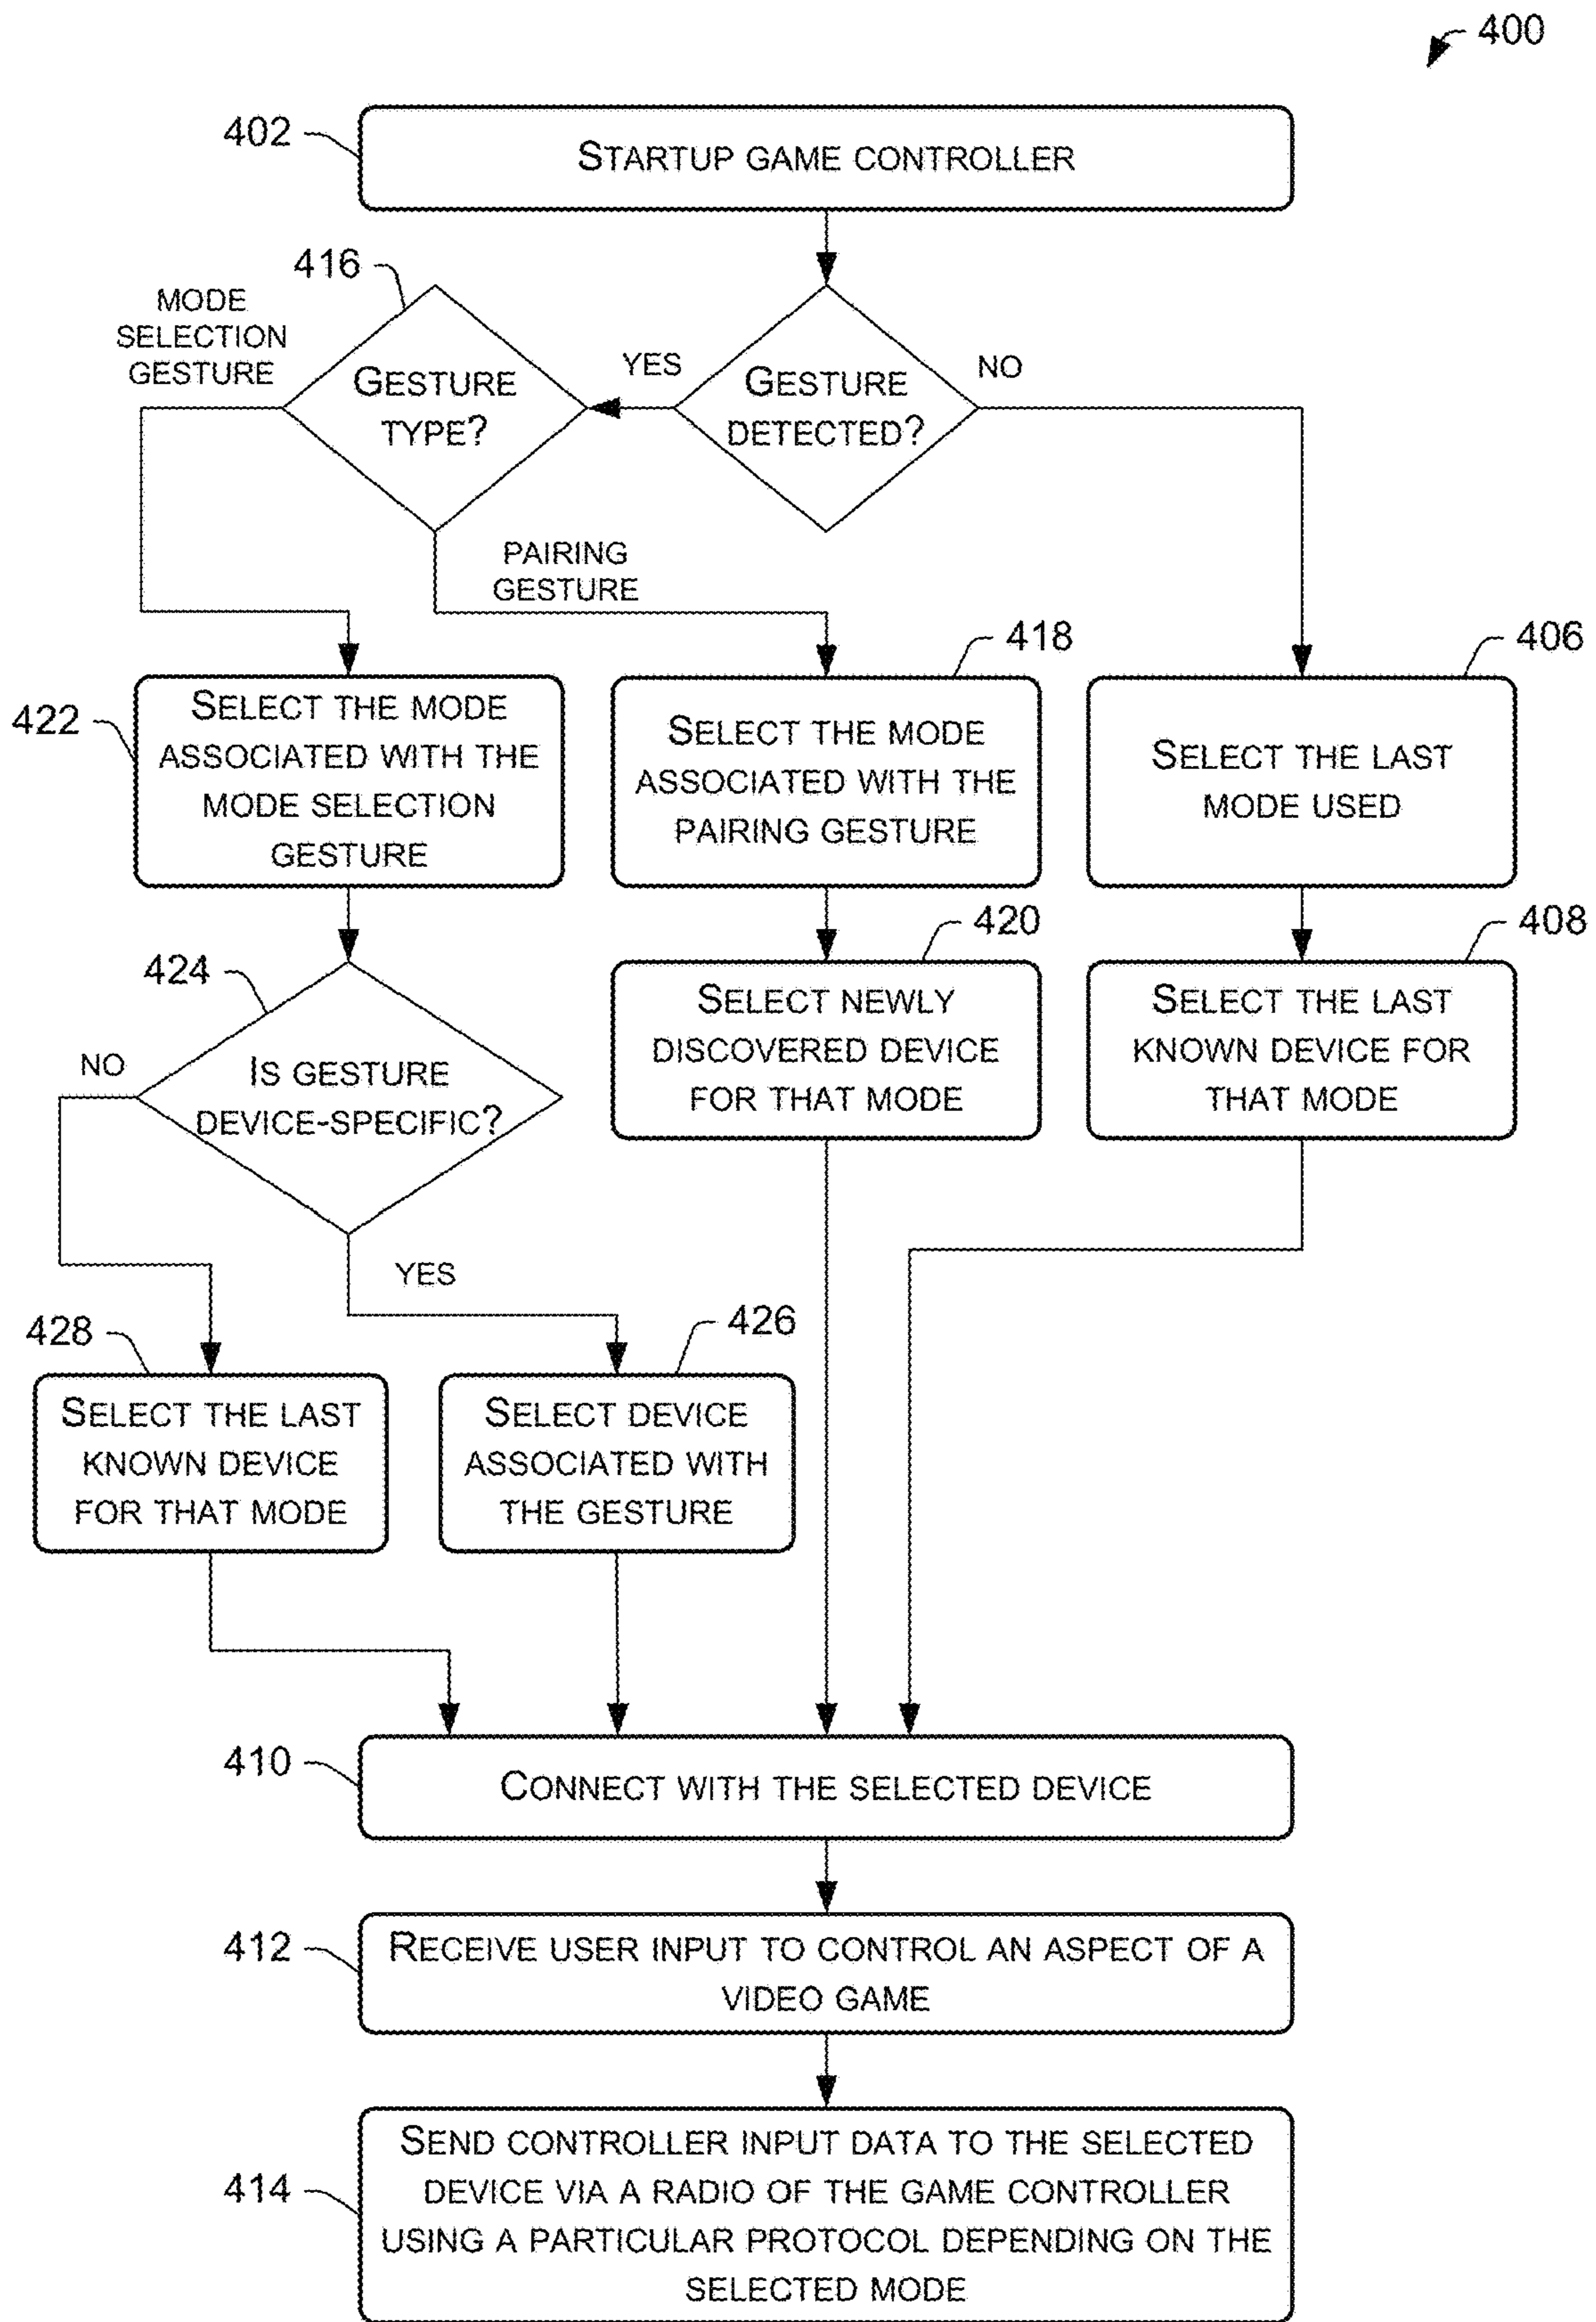 400
402
STARTUP GAME CONTROLLER
416
MODE
SELECTION
GESTURE
GESTURE
TYPE?
YES
GESTURE
DETECTED?
NO
PAIRING
GESTURE
422
SELECT THE MODE
ASSOCIATED WITH THE
MODE SELECTION
GESTURE
418
SELECT THE MODE
ASSOCIATED WITH THE
PAIRING GESTURE
406
SELECT THE LAST
MODE USED
424
IS GESTURE
DEVICE-SPECIFIC?
NO
YES
420
SELECT NEWLY
DISCOVERED DEVICE
FOR THAT MODE
408
SELECT THE LAST
KNOWN DEVICE FOR
THAT MODE
428
SELECT THE LAST
KNOWN DEVICE
FOR THAT MODE
426
SELECT DEVICE
ASSOCIATED WITH
THE GESTURE
410
CONNECT WITH THE SELECTED DEVICE
412
RECEIVE USER INPUT TO CONTROL AN ASPECT OF A
VIDEO GAME
414
SEND CONTROLLER INPUT DATA TO THE SELECTED
DEVICE VIA A RADIO OF THE GAME CONTROLLER
USING A PARTICULAR PROTOCOL DEPENDING ON THE
SELECTED MODE